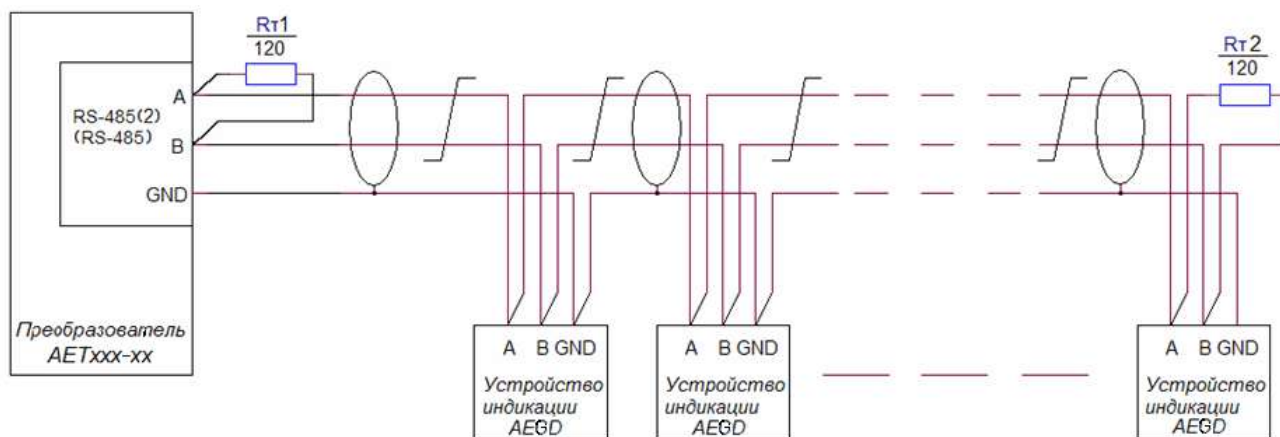 Rт1
120
Rт2
120
A
RS-485(2)
(RS-485)
B
GND
Преобразователь
AETxxx-xx
A B GND
Устройство
индикации
AEGD
A B GND
Устройство
индикации
AEGD
A B GND
Устройство
индикации
AEGD